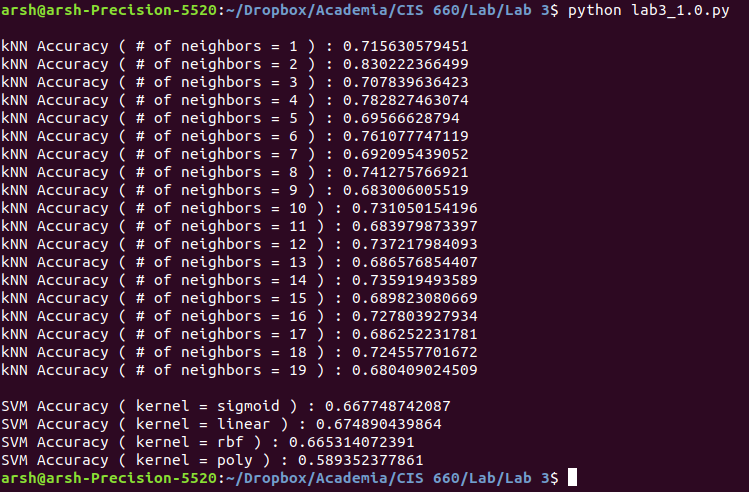 arsh@arsh-Precision-5520:~/Dropbox/Academia/CIS 660/Lab/Lab 3$ python lab3_1.0.py
kNN Accuracy ( # of neighbors = 1 ) : 0.715630579451
kNN Accuracy ( # of neighbors = 2 ) : 0.830222366499
kNN Accuracy ( # of neighbors = 3 ) : 0.707839636423
kNN Accuracy ( # of neighbors = 4 ) : 0.782827463074
kNN Accuracy ( # of neighbors = 5 ) : 0.69566628794
kNN Accuracy ( # of neighbors = 6 ) : 0.761077747119
kNN Accuracy ( # of neighbors = 7 ) : 0.692095439052
kNN Accuracy ( # of neighbors = 8 ) : 0.741275766921
kNN Accuracy ( # of neighbors = 9 ) : 0.683006005519
kNN Accuracy ( # of neighbors = 10 ) : 0.731050154196
kNN Accuracy ( # of neighbors = 11 ) : 0.683979873397
kNN Accuracy ( # of neighbors = 12 ) : 0.737217984093
kNN Accuracy ( # of neighbors = 13 ) : 0.686576854407
kNN Accuracy ( # of neighbors = 14 ) : 0.735919493589
kNN Accuracy ( # of neighbors = 15 ) : 0.689823080669
kNN Accuracy ( # of neighbors = 16 ) : 0.727803927934
kNN Accuracy ( # of neighbors = 17 ) : 0.686252231781
kNN Accuracy ( # of neighbors = 18 ) : 0.724557701672
kNN Accuracy ( # of neighbors = 19 ) : 0.680409024509
SVM Accuracy ( kernel = sigmoid ) : 0.667748742087
SVM Accuracy ( kernel = linear ) : 0.674890439864
SVM Accuracy ( kernel = rbf ) : 0.665314072391
SVM Accuracy ( kernel = poly ) : 0.589352377861
arsh@arsh-Precision-5520:~/Dropbox/Academia/CIS 660/Lab/Lab 3$